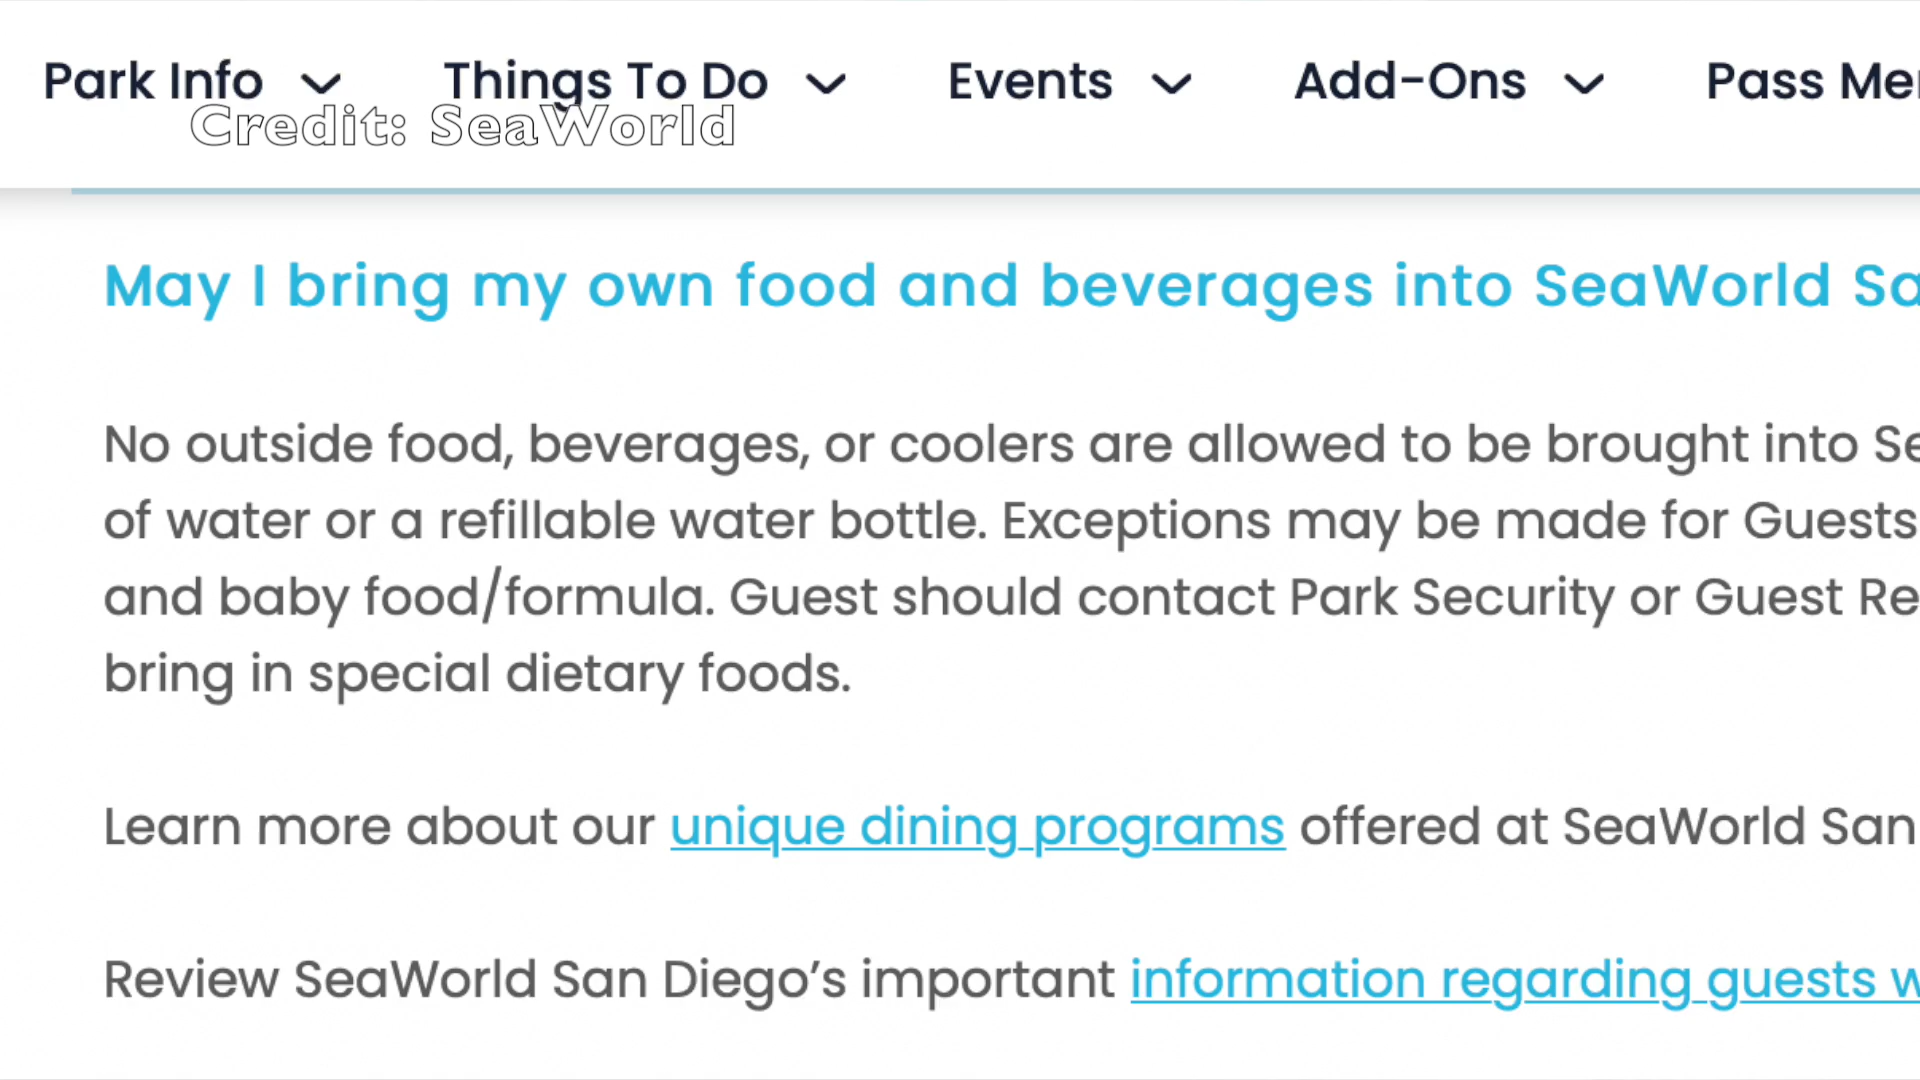 Park Info Things To Do Events Add-Ons Pass
Credit: SeaWorld
May I bring my own food and beverages into SeaWorld
No outside food, beverages, or coolers are allowed to be brought into
of water or a refillable water bottle. Exceptions may be made for Guests
and baby food/formula. Guest should contact Park Security or Guest
bring in special dietary foods.
Learn more about our unique dining programs offered at SeaWorld San
Review SeaWorld San Diego’s important information regarding guests